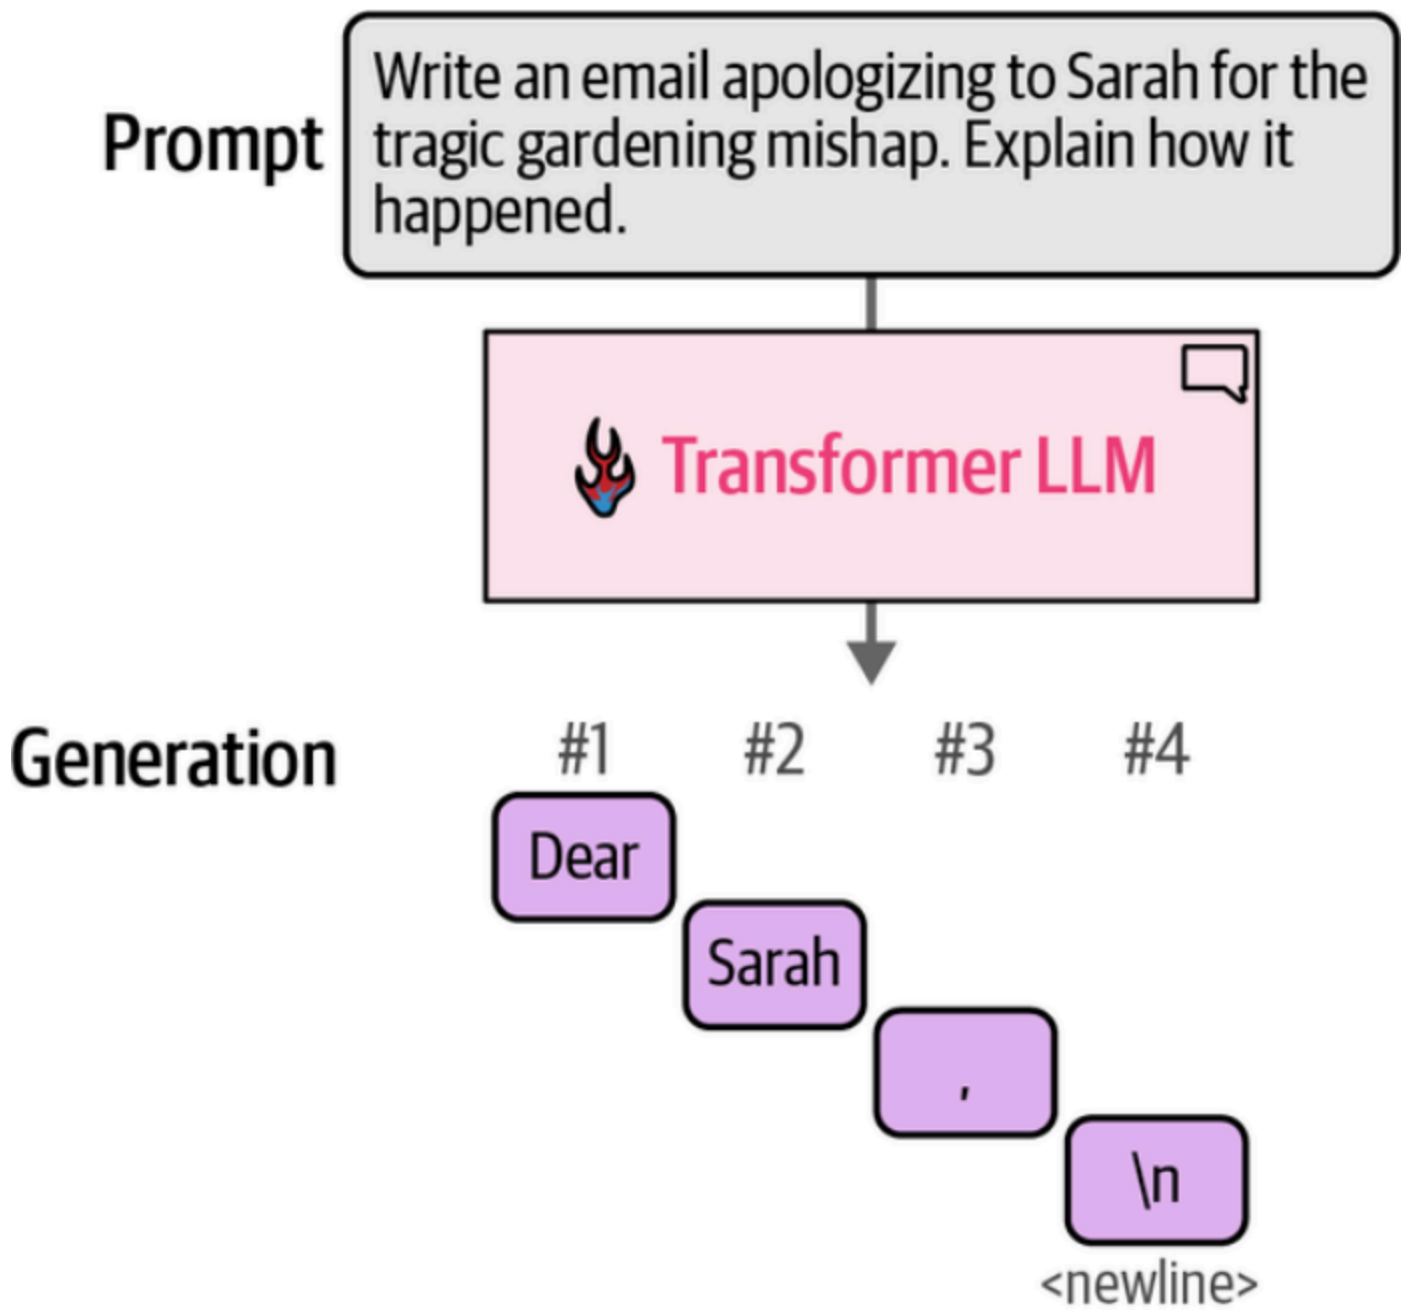 Prompt
Write an email apologizing to Sarah for the
tragic gardening mishap. Explain how it
happened.
Transformer LLM
Generation
#1 #2 #3 #4
Dear
Sarah
,
\n
<newline>